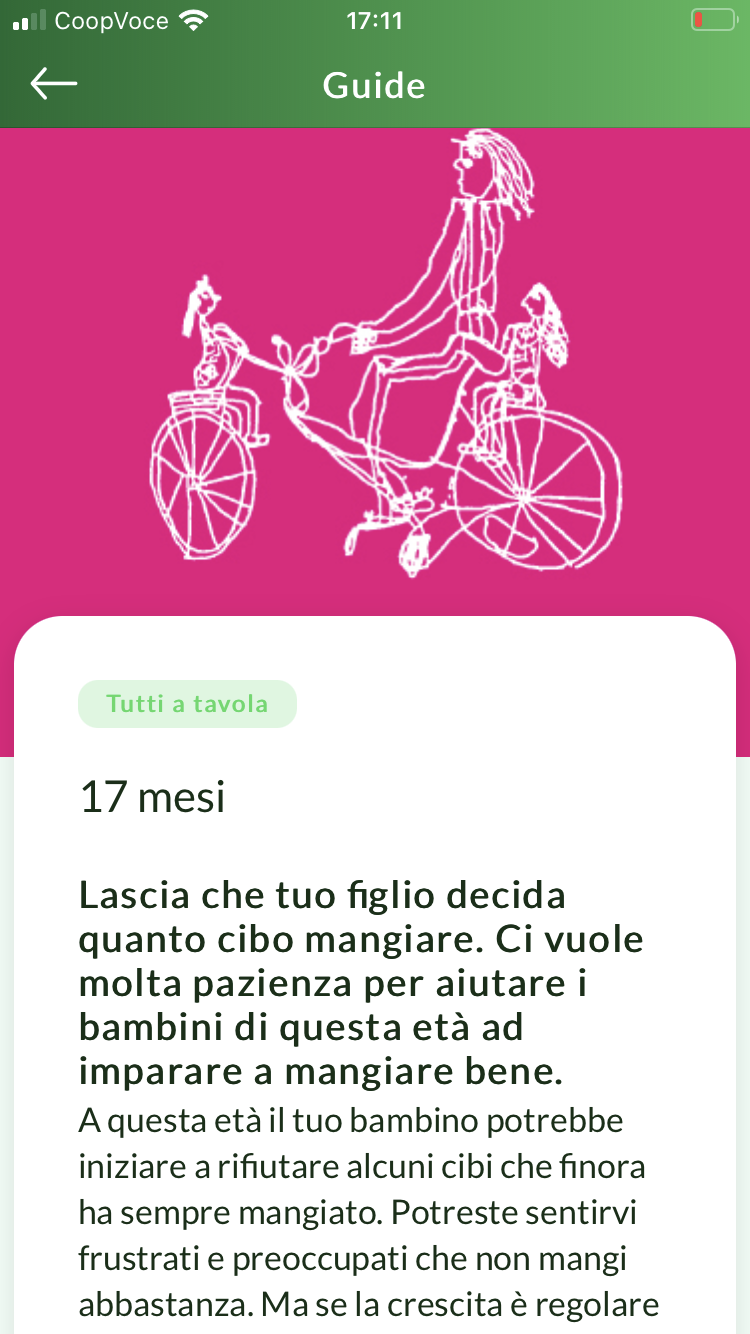 CoopVoce 17:11
Guide
Tutti a tavola
17 mesi
Lascia che tuo figlio decida
quanto cibo mangiare. Ci vuole
molta pazienza per aiutare i
bambini di questa età ad
imparare a mangiare bene.
A questa età il tuo bambino potrebbe
iniziare a rifiutare alcuni cibi che finora
ha sempre mangiato. Potreste sentirvi
frustrati e preoccupati che non mangi
abbastanza. Ma se la crescita è regolare